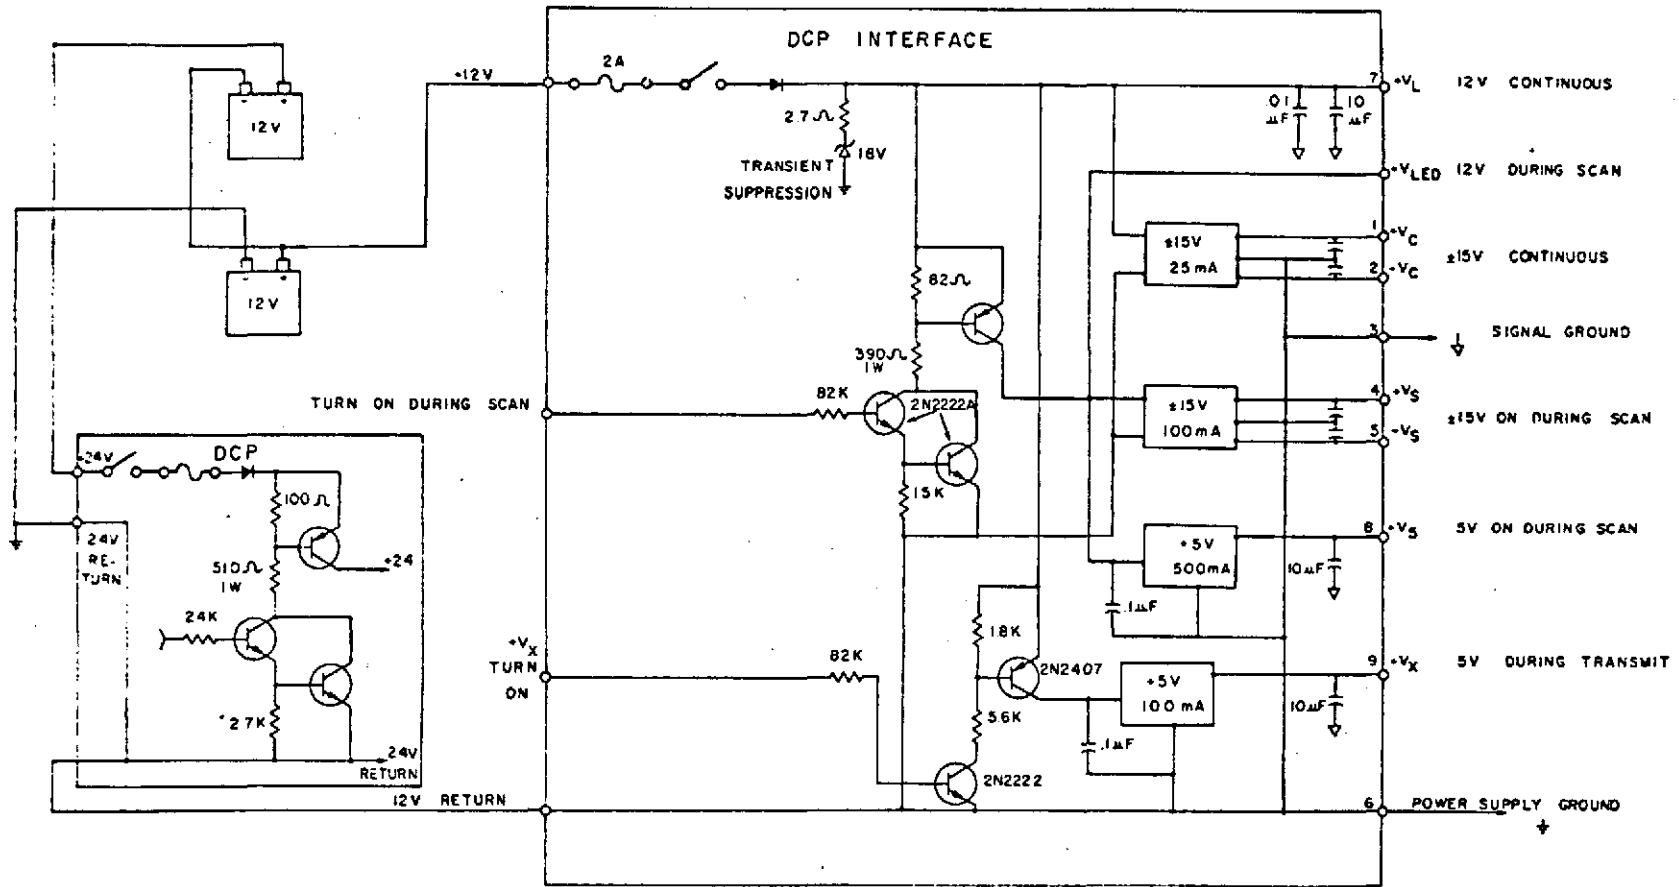 DCP INTERFACE
2A
+12V
7 +VL 12V CONTINUOUS
12V
2.7Ω
.01 µF
10 µF
18V
TRANSIENT SUPPRESSION
+VLED 12V DURING SCAN
1 +VC
±15V 25mA
±15V CONTINUOUS
2 -VC
12V
82Ω
3 SIGNAL GROUND
390Ω 1W
82K
2N2222A
TURN ON DURING SCAN
4 +VS
±15V 100mA
±15V ON DURING SCAN
5 -VS
DCP
+24V
100Ω
15K
8 +V5 5V ON DURING SCAN
24V RE-TURN
+24
510Ω 1W
+5V 500mA
10µF
.1µF
24K
1.8K
+VX TURN ON
82K
2N2407
9 +VX 5V DURING TRANSMIT
+5V 100mA
10µF
2.7K
5.6K
.1µF
24V RETURN
2N2222
12V RETURN
6 POWER SUPPLY GROUND